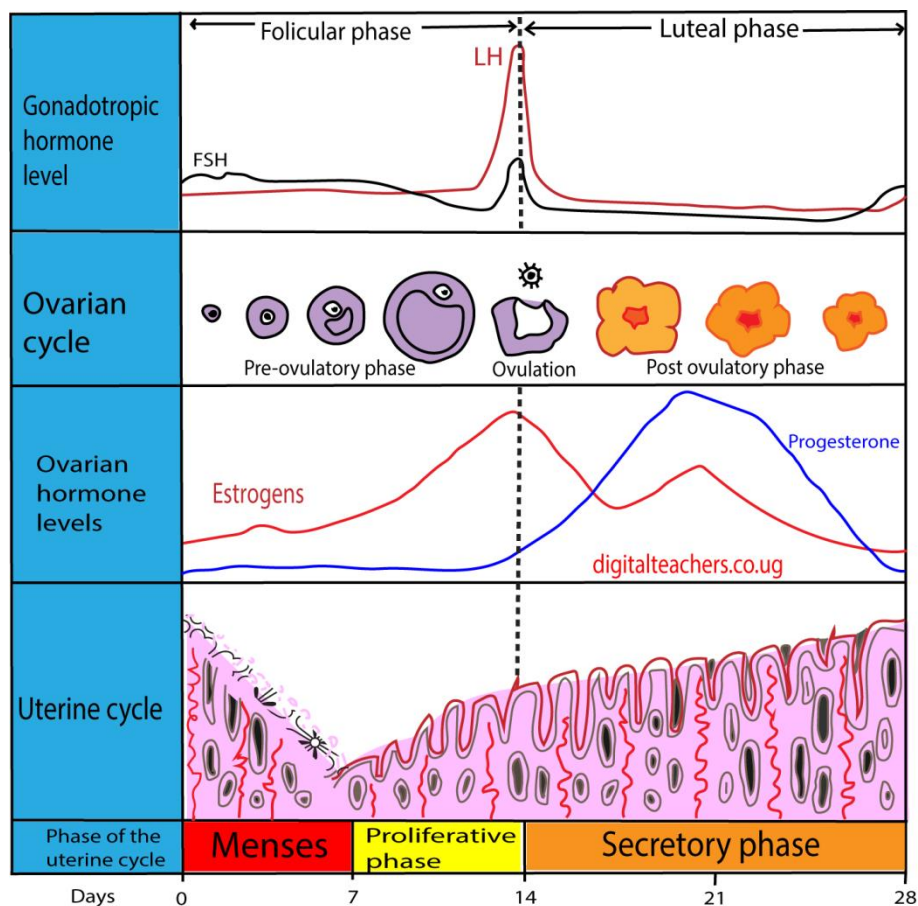 Folicular phase
Luteal phase
LH
Gonadotropic
hormone
level
FSH
Ovarian
cycle
Pre-ovulatory phase
Ovulation
Post ovulatory phase
Ovarian
hormone
levels
Estrogens
Progesterone
digitalteachers.co.ug
Uterine cycle
Phase of the
uterine cycle
Menses
Proliferative
phase
Secretory phase
Days
0
7
14
21
28